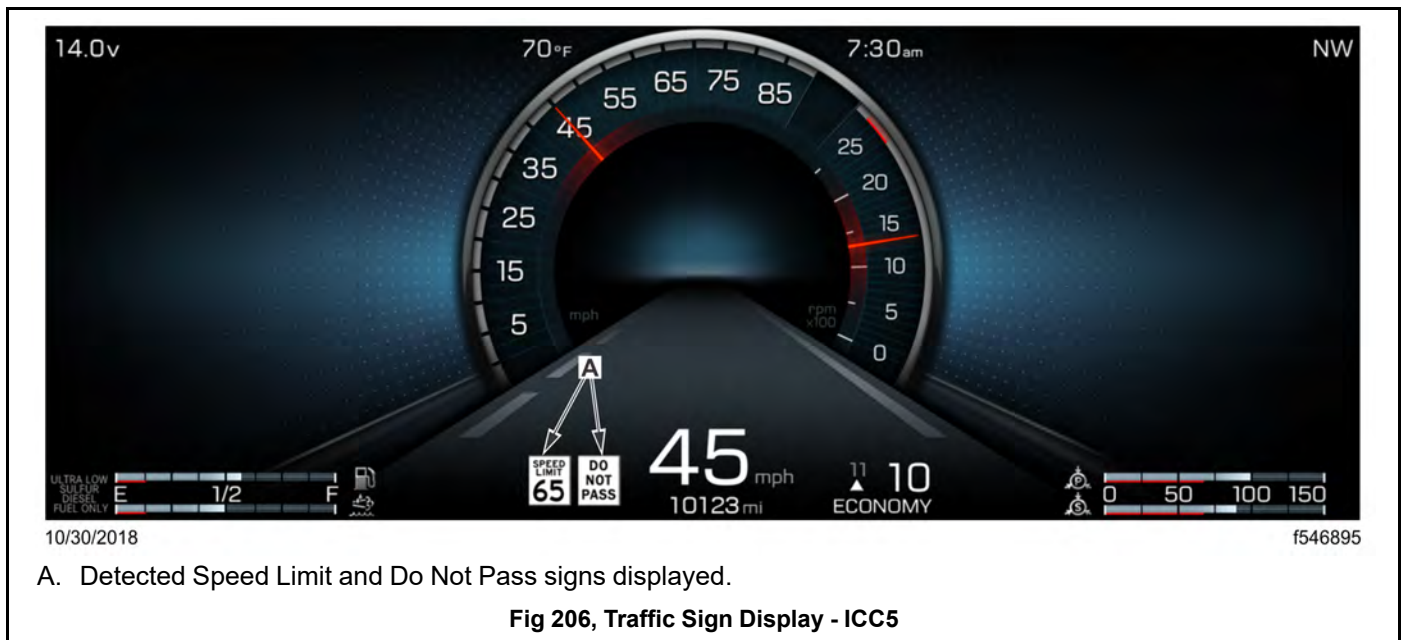 14.0v
70°F
7:30am
NW
5
15
25
35
45
55
65
75
85
mph
25
20
15
10
5
0
rpm
x100
A
SPEED
LIMIT
65
DO
NOT
PASS
45 mph
10123 mi
11
10
ECONOMY
ULTRA LOW
SULFUR
DIESEL
FUEL ONLY
E 1/2 F
P
S
0 50 100 150
10/30/2018
f546895
A. Detected Speed Limit and Do Not Pass signs displayed.
Fig 206, Traffic Sign Display - ICC5